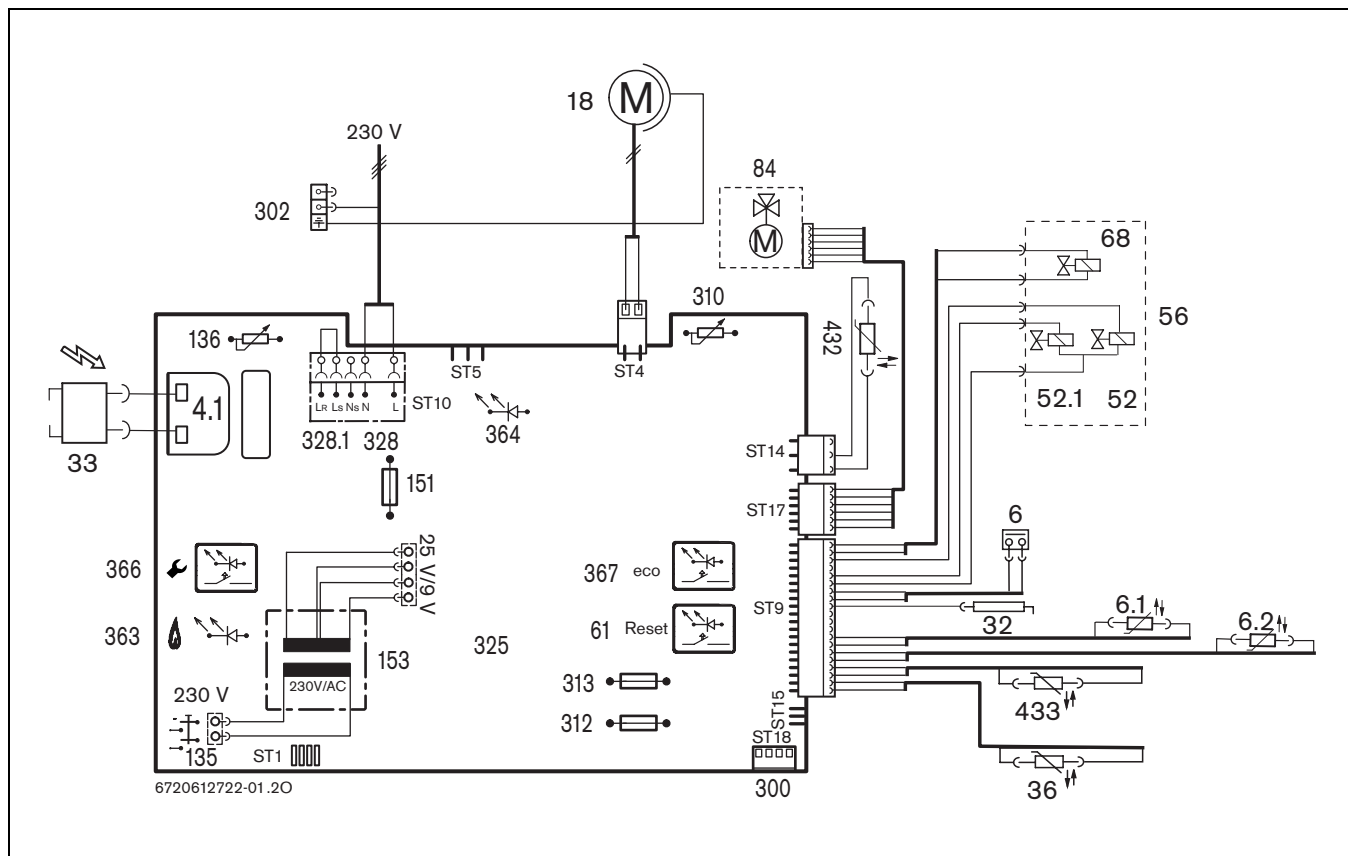 18
M
230 V
84
302
M
68
310
432
136
56
ST5
ST4
4.1
LR LS NS N L
ST10
52.1
52
364
33
328.1
328
ST14
151
ST17
6
25 V/9 V
366
367
eco
ST9
32
6.1
6.2
363
61
Reset
325
153
230V/AC
313
230 V
433
312
ST15
135
ST1
ST18
36
6720612722-01.2O
300